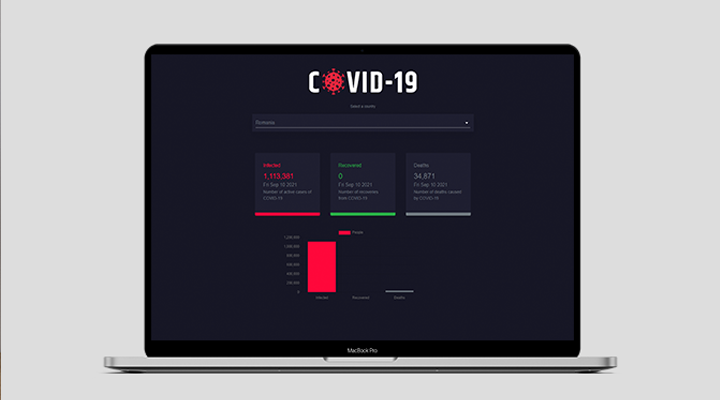 COVID-19
Select a country
Romania
Infected
1,113,381
Fri Sep 10 2021
Number of active cases of
COVID-19
Recovered
0
Fri Sep 10 2021
Number of recoveries
from COVID-19
Deaths
34,871
Fri Sep 10 2021
Number of deaths caused
by COVID-19
People
1,200,000
1,000,000
800,000
600,000
400,000
200,000
0
Infected
Recovered
Deaths
MacBook Pro